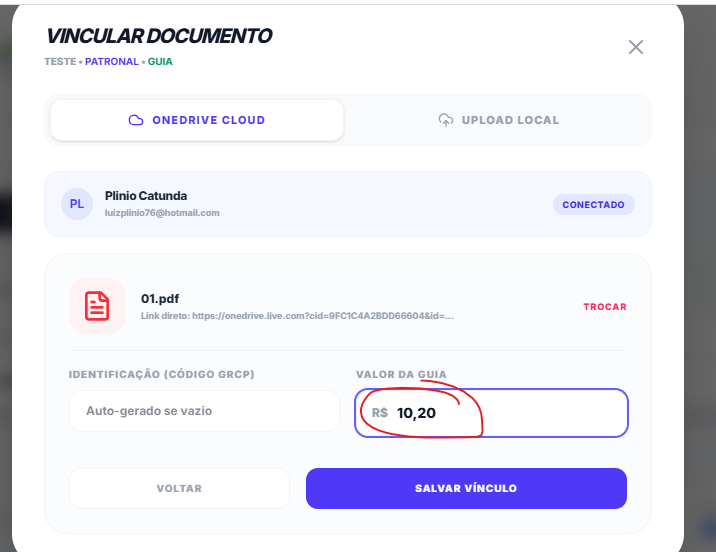 VINCULAR DOCUMENTO
TESTE • PATRONAL • GUIA
ONEDRIVE CLOUD
UPLOAD LOCAL
PL
Plinio Catunda
luizplinio76@hotmail.com
CONECTADO
01.pdf
Link direto: https://onedrive.live.com?cid=9FC1C4A2BDD66604&id=...
TROCAR
IDENTIFICAÇÃO (CÓDIGO GRCP)
VALOR DA GUIA
Auto-gerado se vazio
R$ 10,20
VOLTAR
SALVAR VÍNCULO